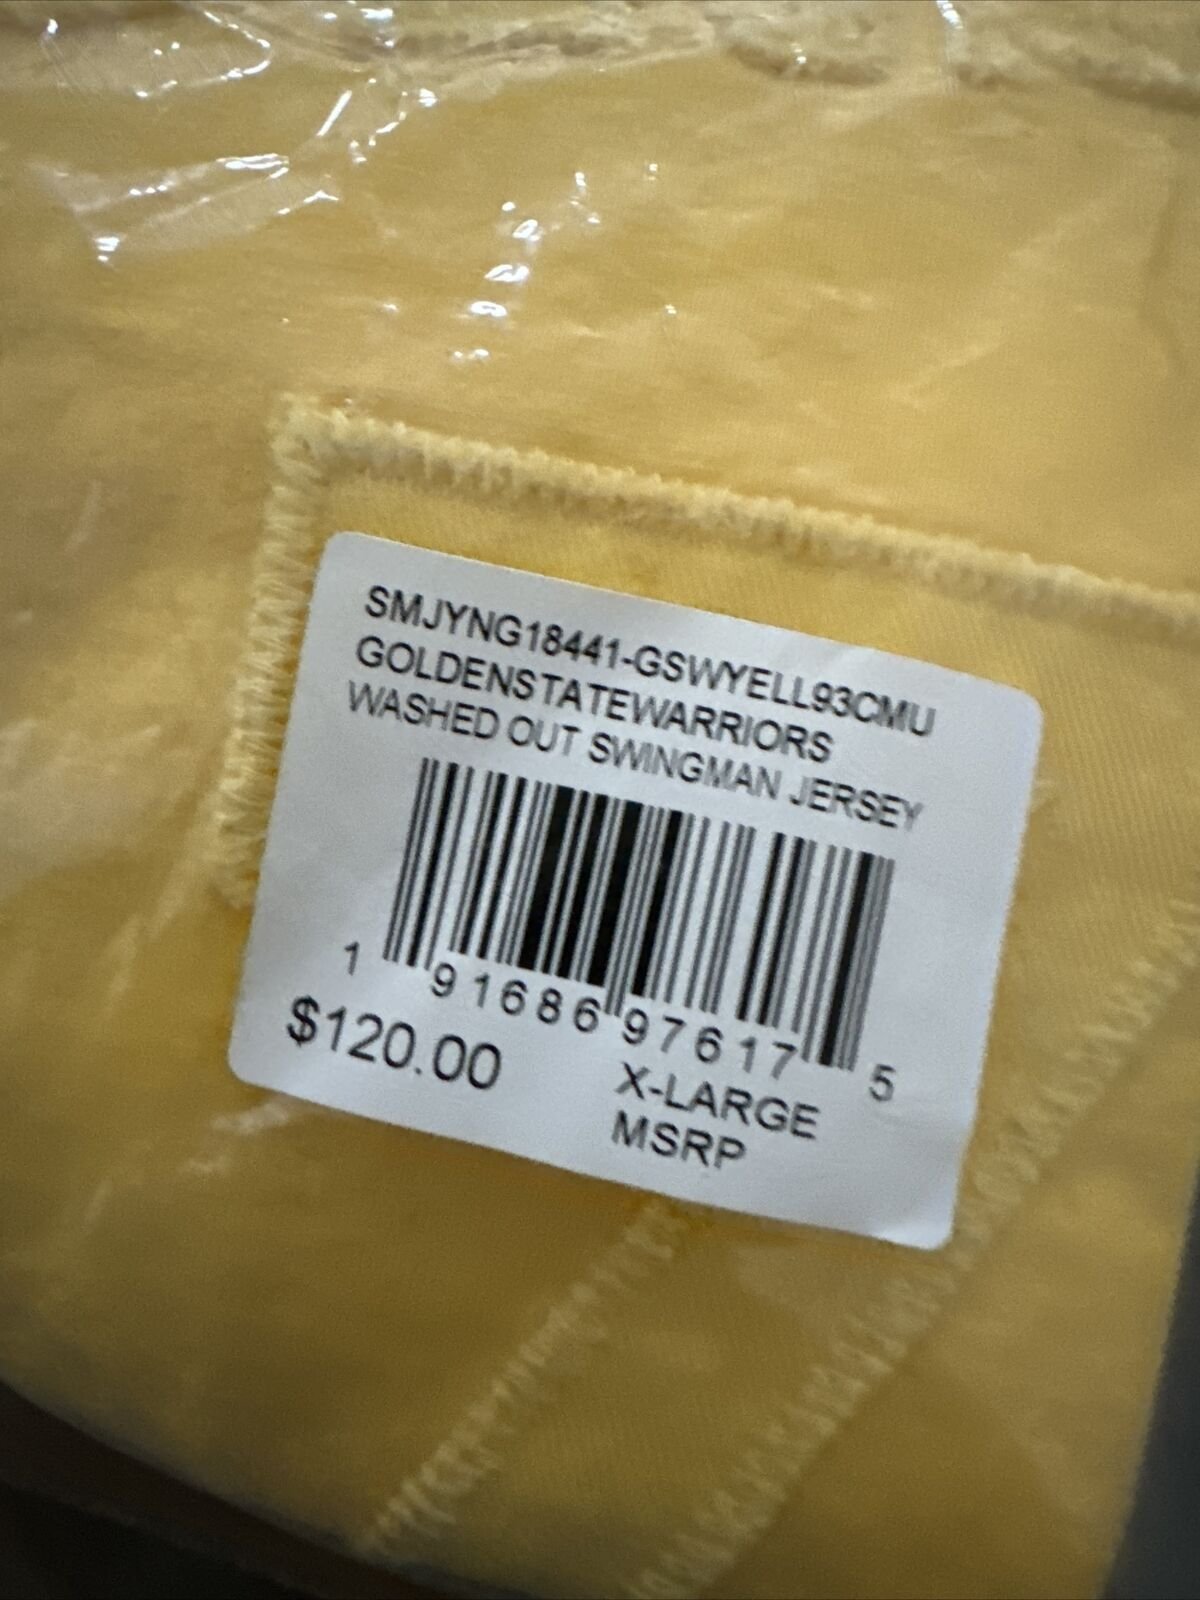 SMJYNG18441-GSWYELL93CMU
GOLDENSTATEWARRIORS
WASHED OUT SWINGMAN JERSEY
1 91686 97617 5
$120.00
X-LARGE
MSRP